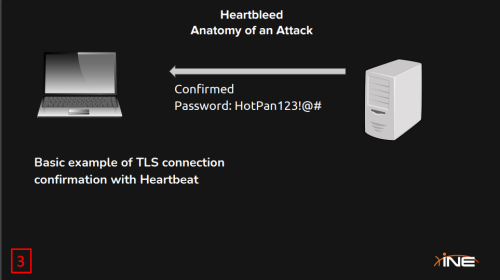 Heartbleed
Anatomy of an Attack
Confirmed
Password: HotPan123!@#
Basic example of TLS connection
confirmation with Heartbeat
3
INE